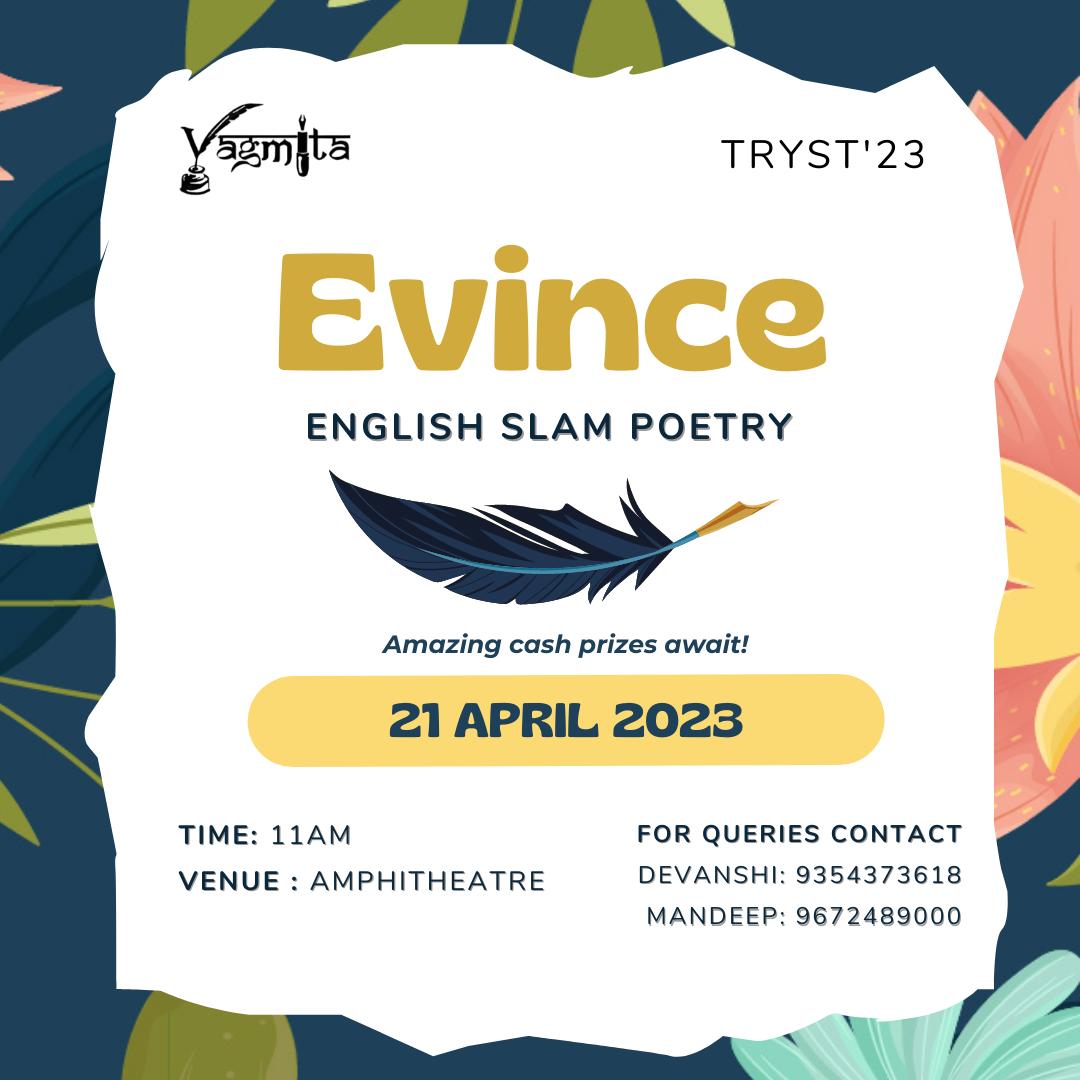 Vagmita
TRYST'23
Evince
ENGLISH SLAM POETRY
Amazing cash prizes await!
21 APRIL 2023
TIME: 11AM
VENUE : AMPHITHEATRE
FOR QUERIES CONTACT
DEVANSHI: 9354373618
MANDEEP: 9672489000